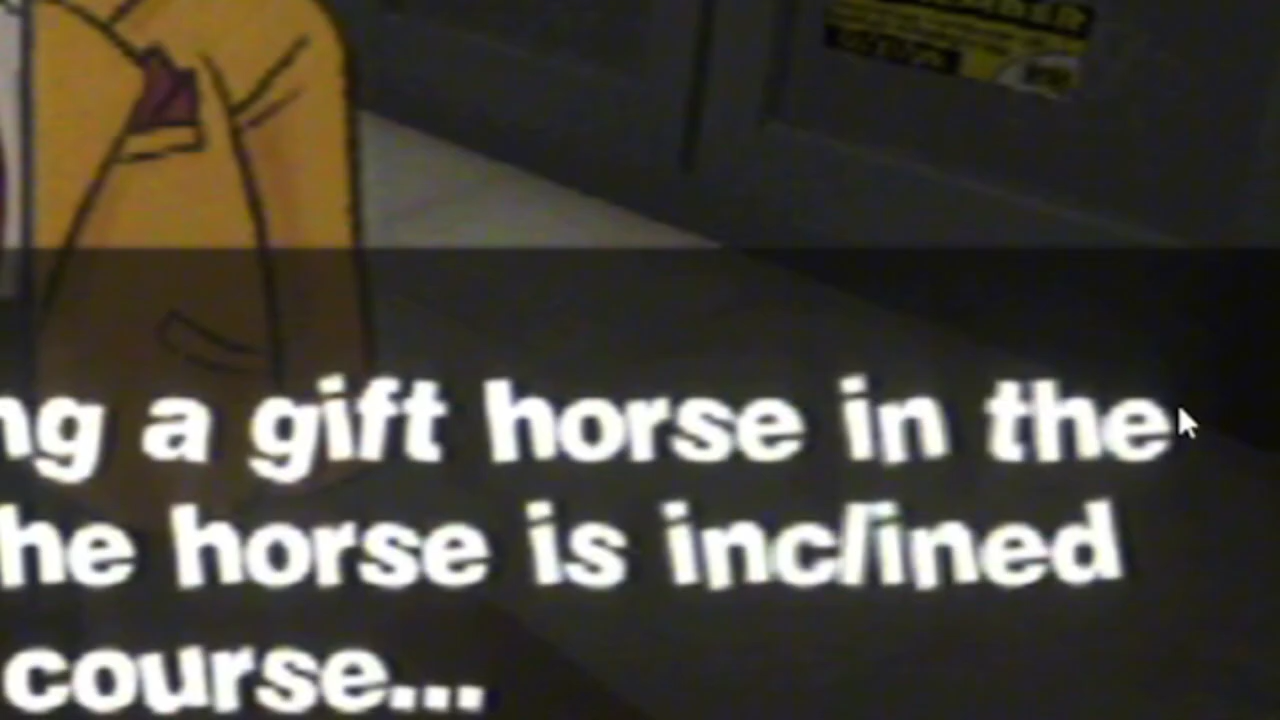 ng a gift horse in the
he horse is inclined
course...